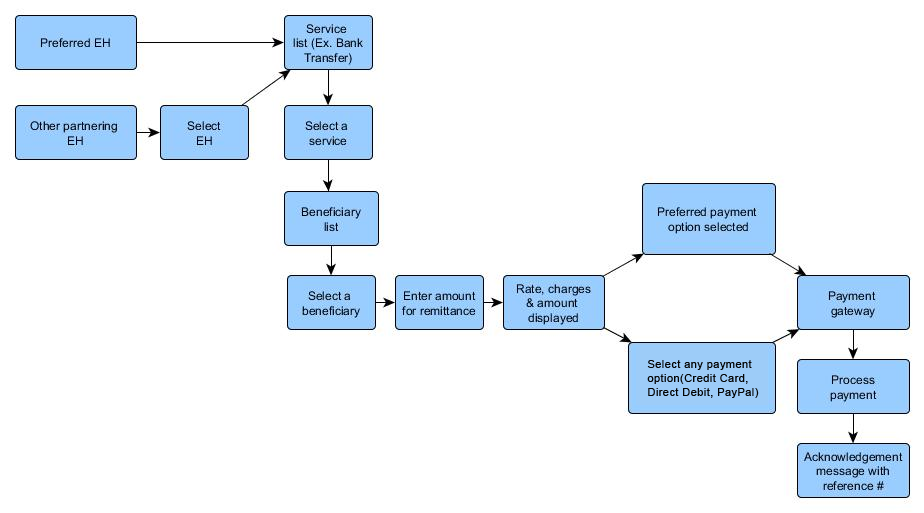 Preferred EH
Service
list (Ex. Bank
Transfer)
Other partnering
EH
Select
EH
Select a
service
Beneficiary
list
Select a
beneficiary
Enter amount
for remittance
Rate, charges
& amount
displayed
Preferred payment
option selected
Select any payment
option(Credit Card,
Direct Debit, PayPal)
Payment
gateway
Process
payment
Acknowledgement
message with
reference #